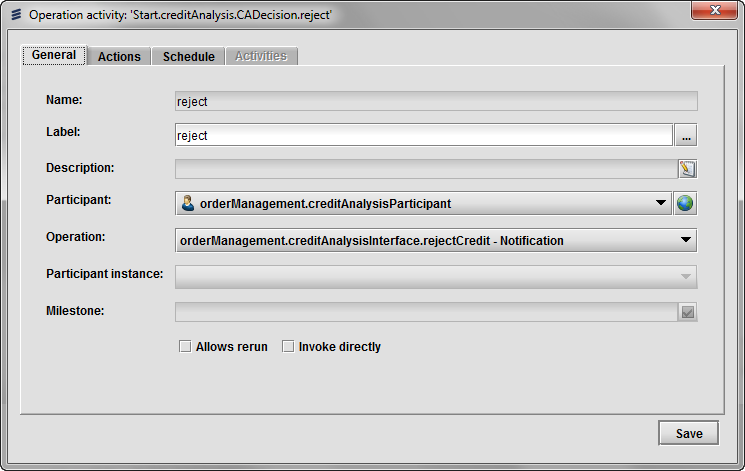 Operation activity: 'Start.creditAnalysis.CADecision.reject'
General Actions Schedule Activities
Name: reject
Label: reject ...
Description:
Participant: orderManagement.creditAnalysisParticipant
Operation: orderManagement.creditAnalysisInterface.rejectCredit - Notification
Participant instance:
Milestone:
Allows rerun Invoke directly
Save